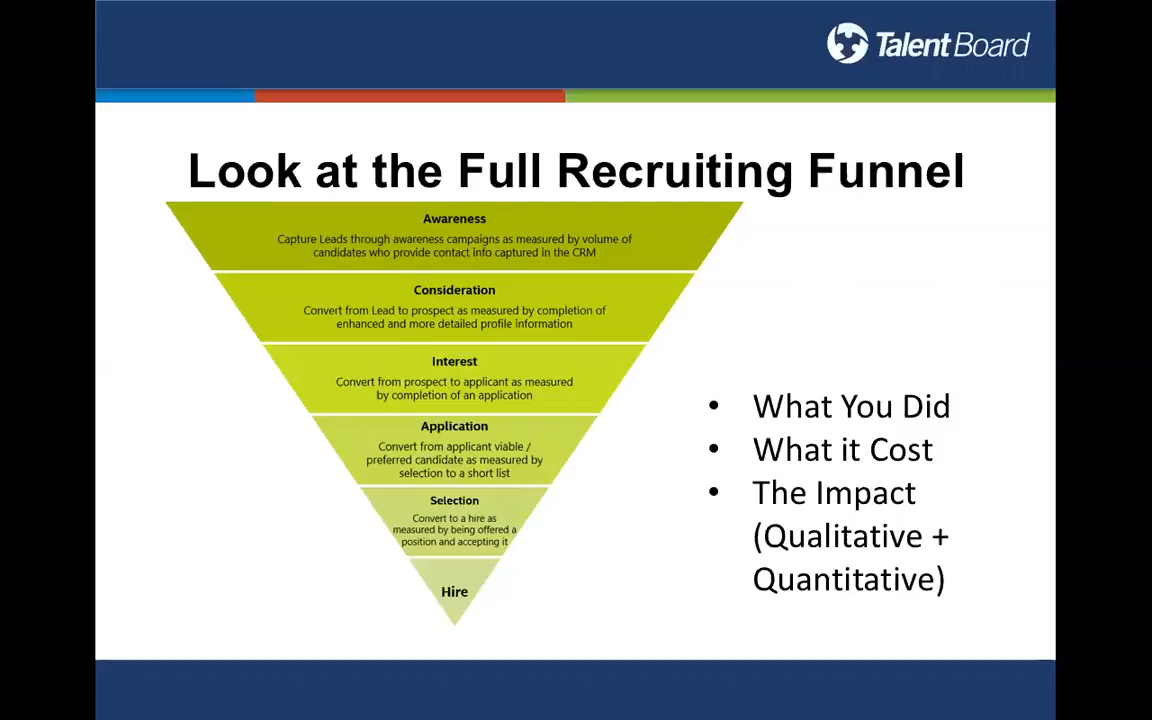 Talent Board
Look at the Full Recruiting Funnel
Awareness
Capture Leads through awareness campaigns as measured by volume of
candidates who provide contact info captured in the CRM
Consideration
Convert from Lead to prospect as measured by completion of
enhanced and more detailed profile information
Interest
Convert from prospect to applicant as measured
by completion of an application
Application
Convert from applicant viable /
preferred candidate as measured by
selection to a short list
Selection
Convert to a hire as
measured by being offered a
position and accepting it
Hire
• What You Did
• What it Cost
• The Impact
(Qualitative +
Quantitative)